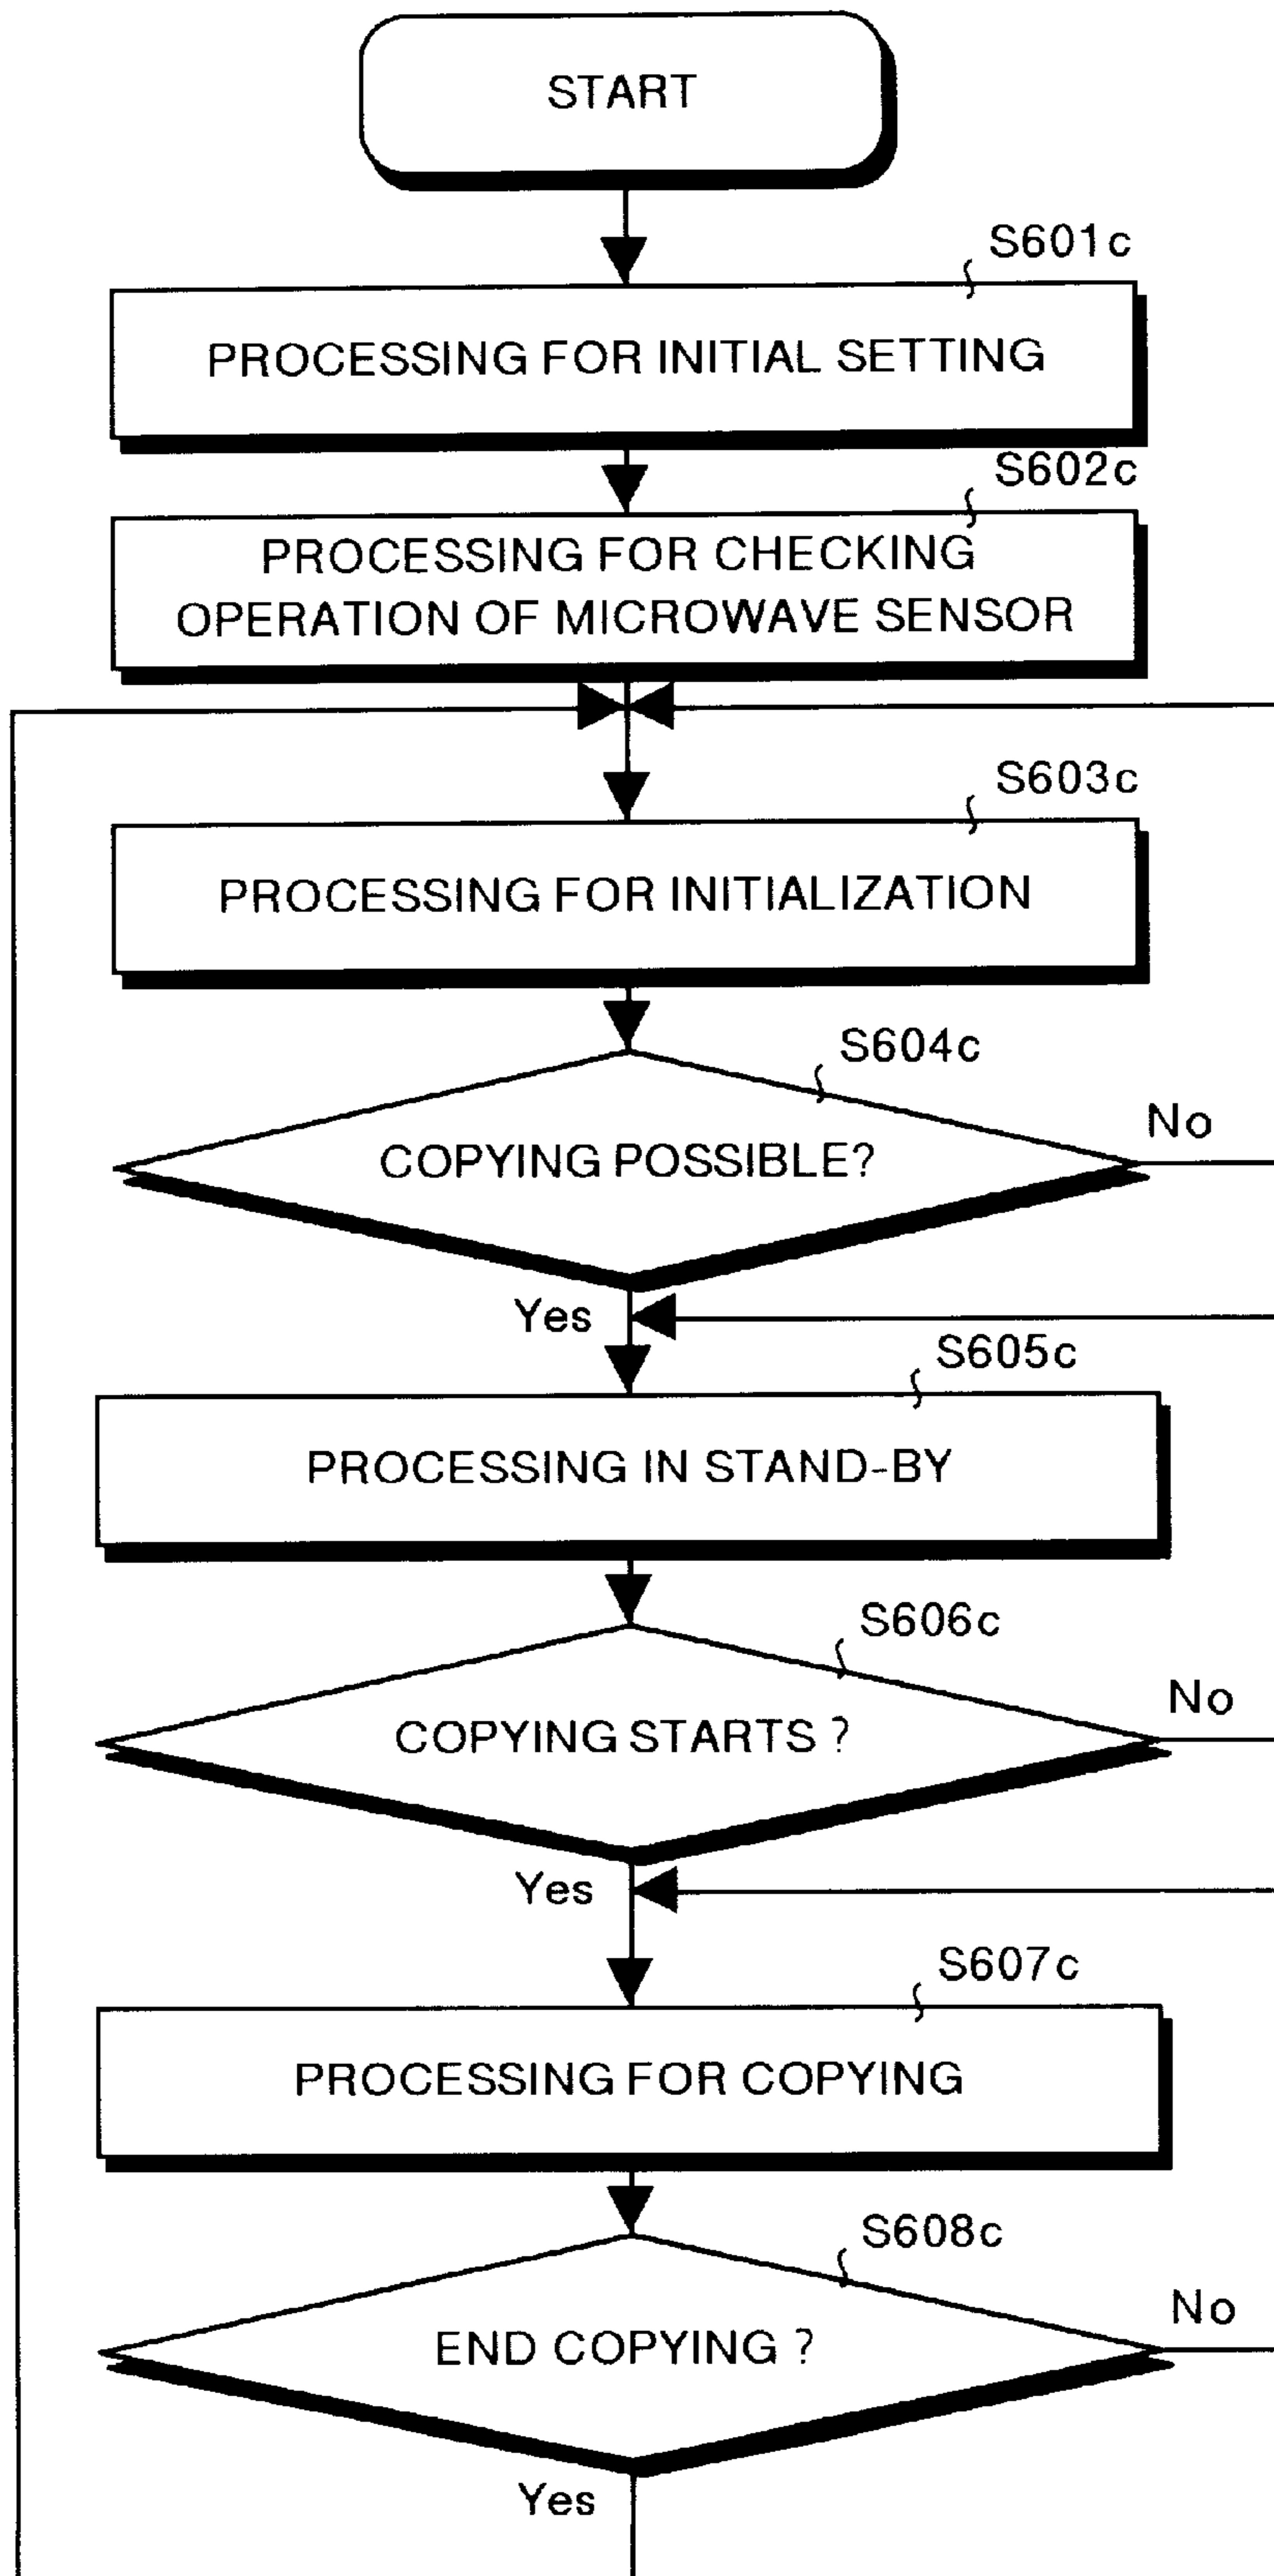 START
S601c
PROCESSING FOR INITIAL SETTING
S602c
PROCESSING FOR CHECKING
OPERATION OF MICROWAVE SENSOR
S603c
PROCESSING FOR INITIALIZATION
S604c
COPYING POSSIBLE?
No
Yes
S605c
PROCESSING IN STAND-BY
S606c
COPYING STARTS ?
No
Yes
S607c
PROCESSING FOR COPYING
S608c
END COPYING ?
No
Yes